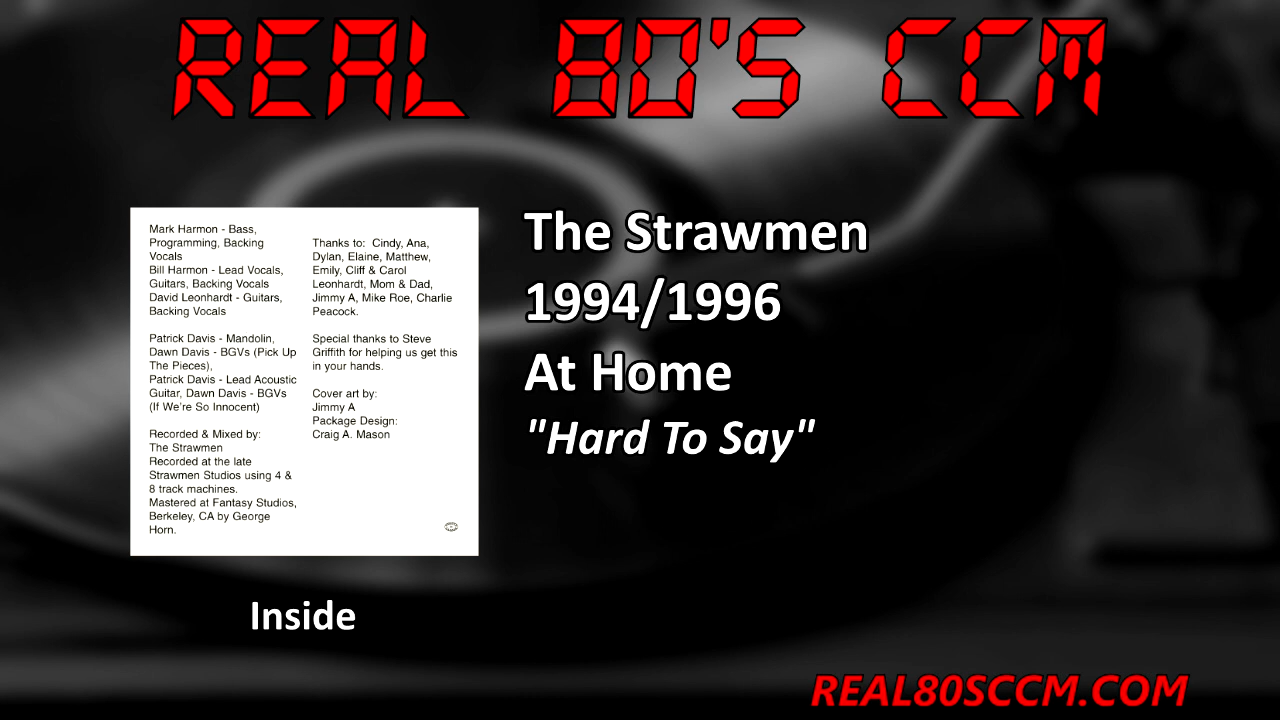 REAL 80'S CCM
Mark Harmon - Bass,
Programming, Backing
Vocals
Bill Harmon - Lead Vocals,
Guitars, Backing Vocals
David Leonhardt - Guitars,
Backing Vocals
Patrick Davis - Mandolin,
Dawn Davis - BGVs (Pick Up
The Pieces),
Patrick Davis - Lead Acoustic
Guitar, Dawn Davis - BGVs
(If We're So Innocent)
Recorded & Mixed by:
The Strawmen
Recorded at the late
Strawmen Studios using 4 &
8 track machines.
Mastered at Fantasy Studios,
Berkeley, CA by George
Horn.
Thanks to: Cindy, Ana,
Dylan, Elaine, Matthew,
Emily, Cliff & Carol
Leonhardt, Mom & Dad,
Jimmy A, Mike Roe, Charlie
Peacock.
Special thanks to Steve
Griffith for helping us get this
in your hands.
Cover art by:
Jimmy A
Package Design:
Craig A. Mason
The Strawmen
1994/1996
At Home
"Hard To Say"
Inside
REAL80SCCM.COM